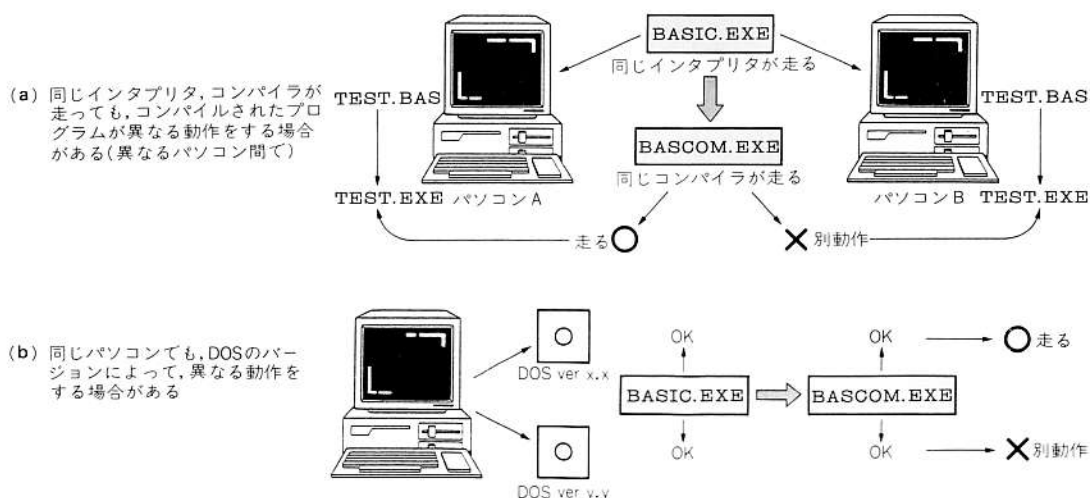 (a) 同じインタプリタ,コンパイラが
走っても,コンパイルされたプ
ログラムが異なる動作をする場合
がある(異なるパソコン間で)
BASIC.EXE
同じインタプリタが走る
TEST.BAS
TEST.BAS
BASCOM.EXE
同じコンパイラが走る
TEST.EXE
パソコンA
パソコンB
TEST.EXE
走る
別動作
(b) 同じパソコンでも,DOSのバー
ジョンによって,異なる動作を
する場合がある
DOS ver x.x
DOS ver y.y
OK
OK
走る
BASIC.EXE
BASCOM.EXE
OK
OK
別動作